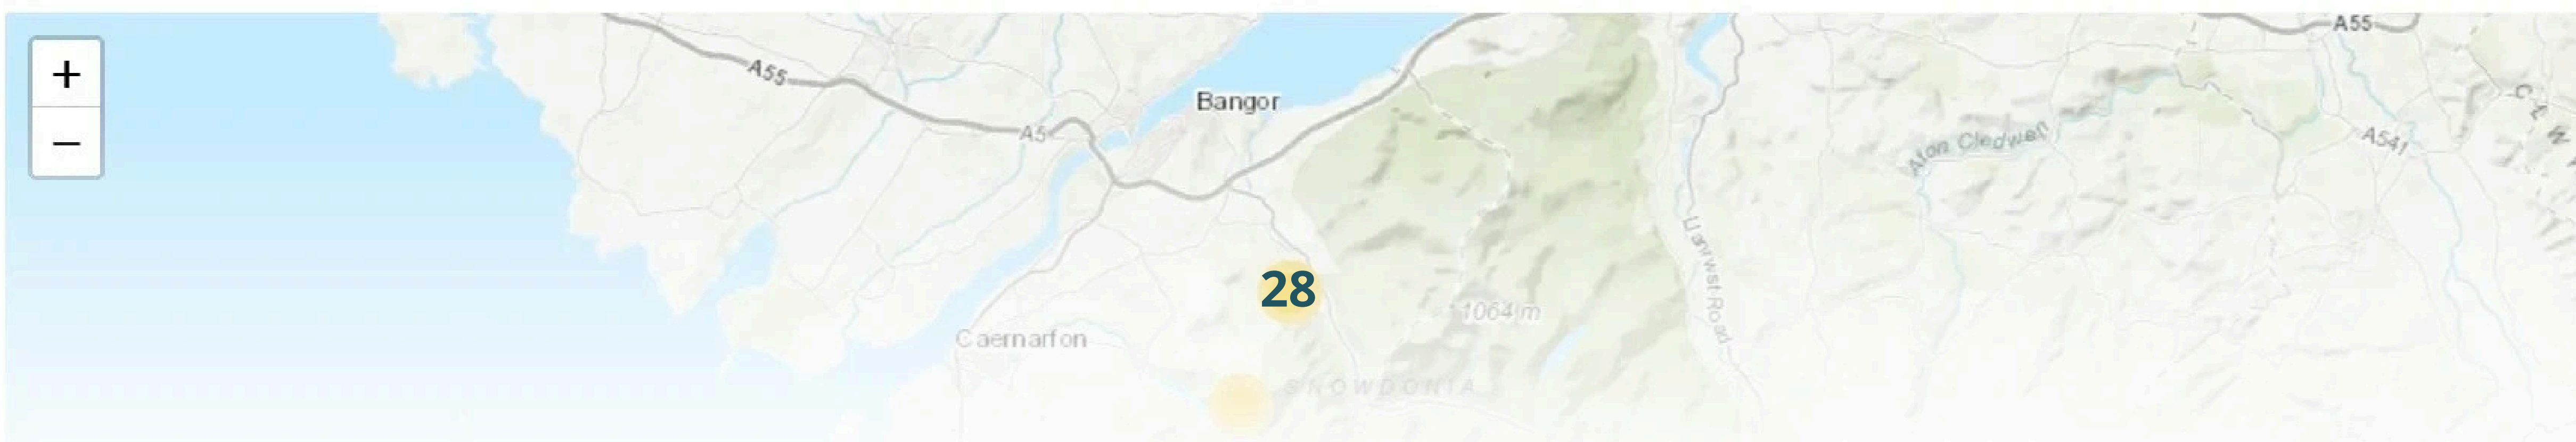 A55
+
A55
Bangor
A5
−
Afon Cledwen
A541
Llanrwst Road
28
1064 m
Caernarfon
SNOWDONIA